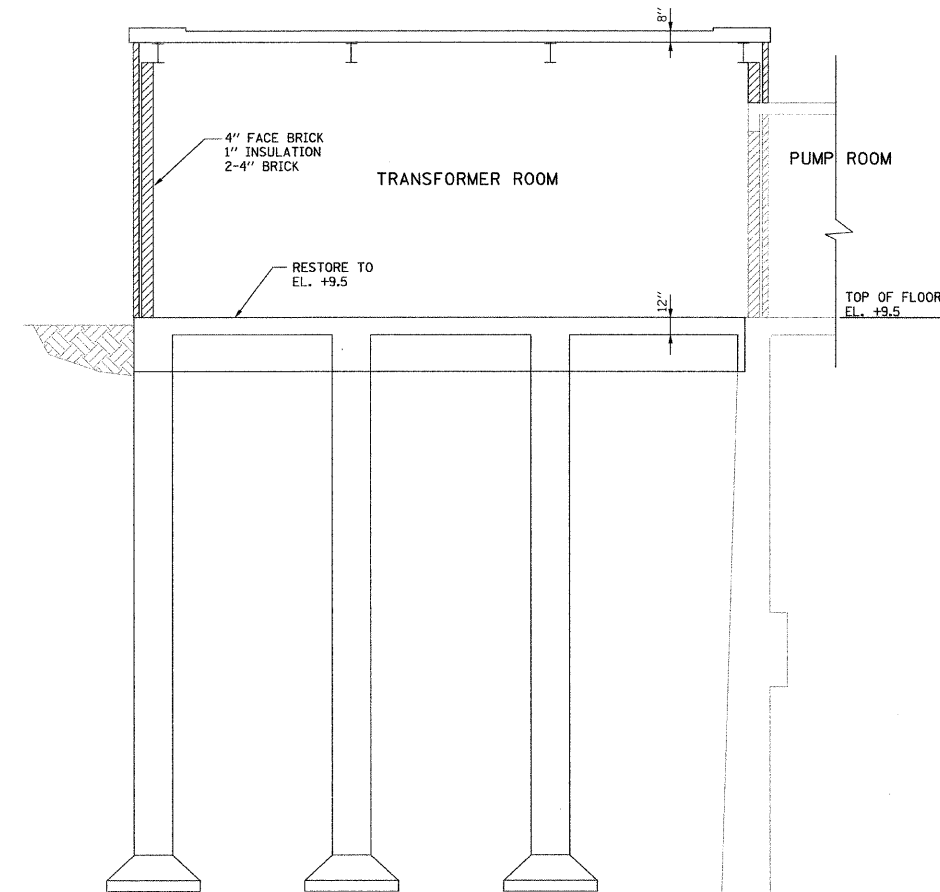 8"
4" FACE BRICK
1" INSULATION
2-4" BRICK
TRANSFORMER ROOM
PUMP ROOM
RESTORE TO
EL. +9.5
12"
TOP OF FLOOR
EL. +9.5